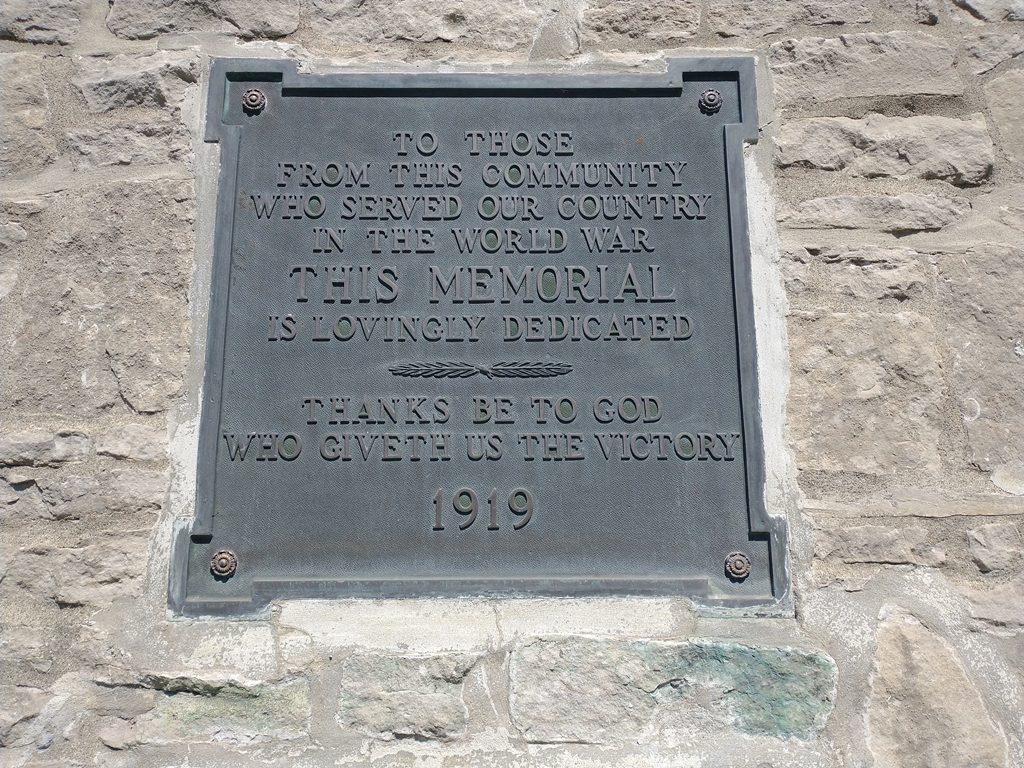 TO THOSE
FROM THIS COMMUNITY
WHO SERVED OUR COUNTRY
IN THE WORLD WAR
THIS MEMORIAL
IS LOVINGLY DEDICATED
THANKS BE TO GOD
WHO GIVETH US THE VICTORY
1919